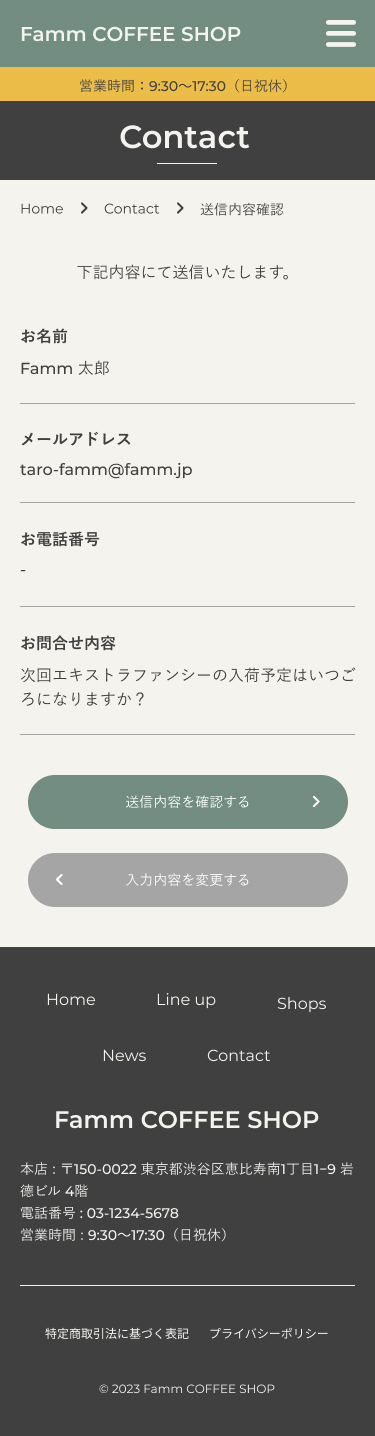 Famm COFFEE SHOP
営業時間：9:30〜17:30（日祝休）
Contact
Home > Contact > 送信内容確認
下記内容にて送信いたします。
お名前
Famm 太郎
メールアドレス
taro-famm@famm.jp
お電話番号
-
お問合せ内容
次回エキストラファンシーの入荷予定はいつご
ろになりますか？
送信内容を確認する
入力内容を変更する
Home Line up Shops
News Contact
Famm COFFEE SHOP
本店 : 〒150-0022 東京都渋谷区恵比寿南1丁目1−9 岩
徳ビル 4階
電話番号 : 03-1234-5678
営業時間 : 9:30〜17:30（日祝休）
特定商取引法に基づく表記 プライバシーポリシー
© 2023 Famm COFFEE SHOP